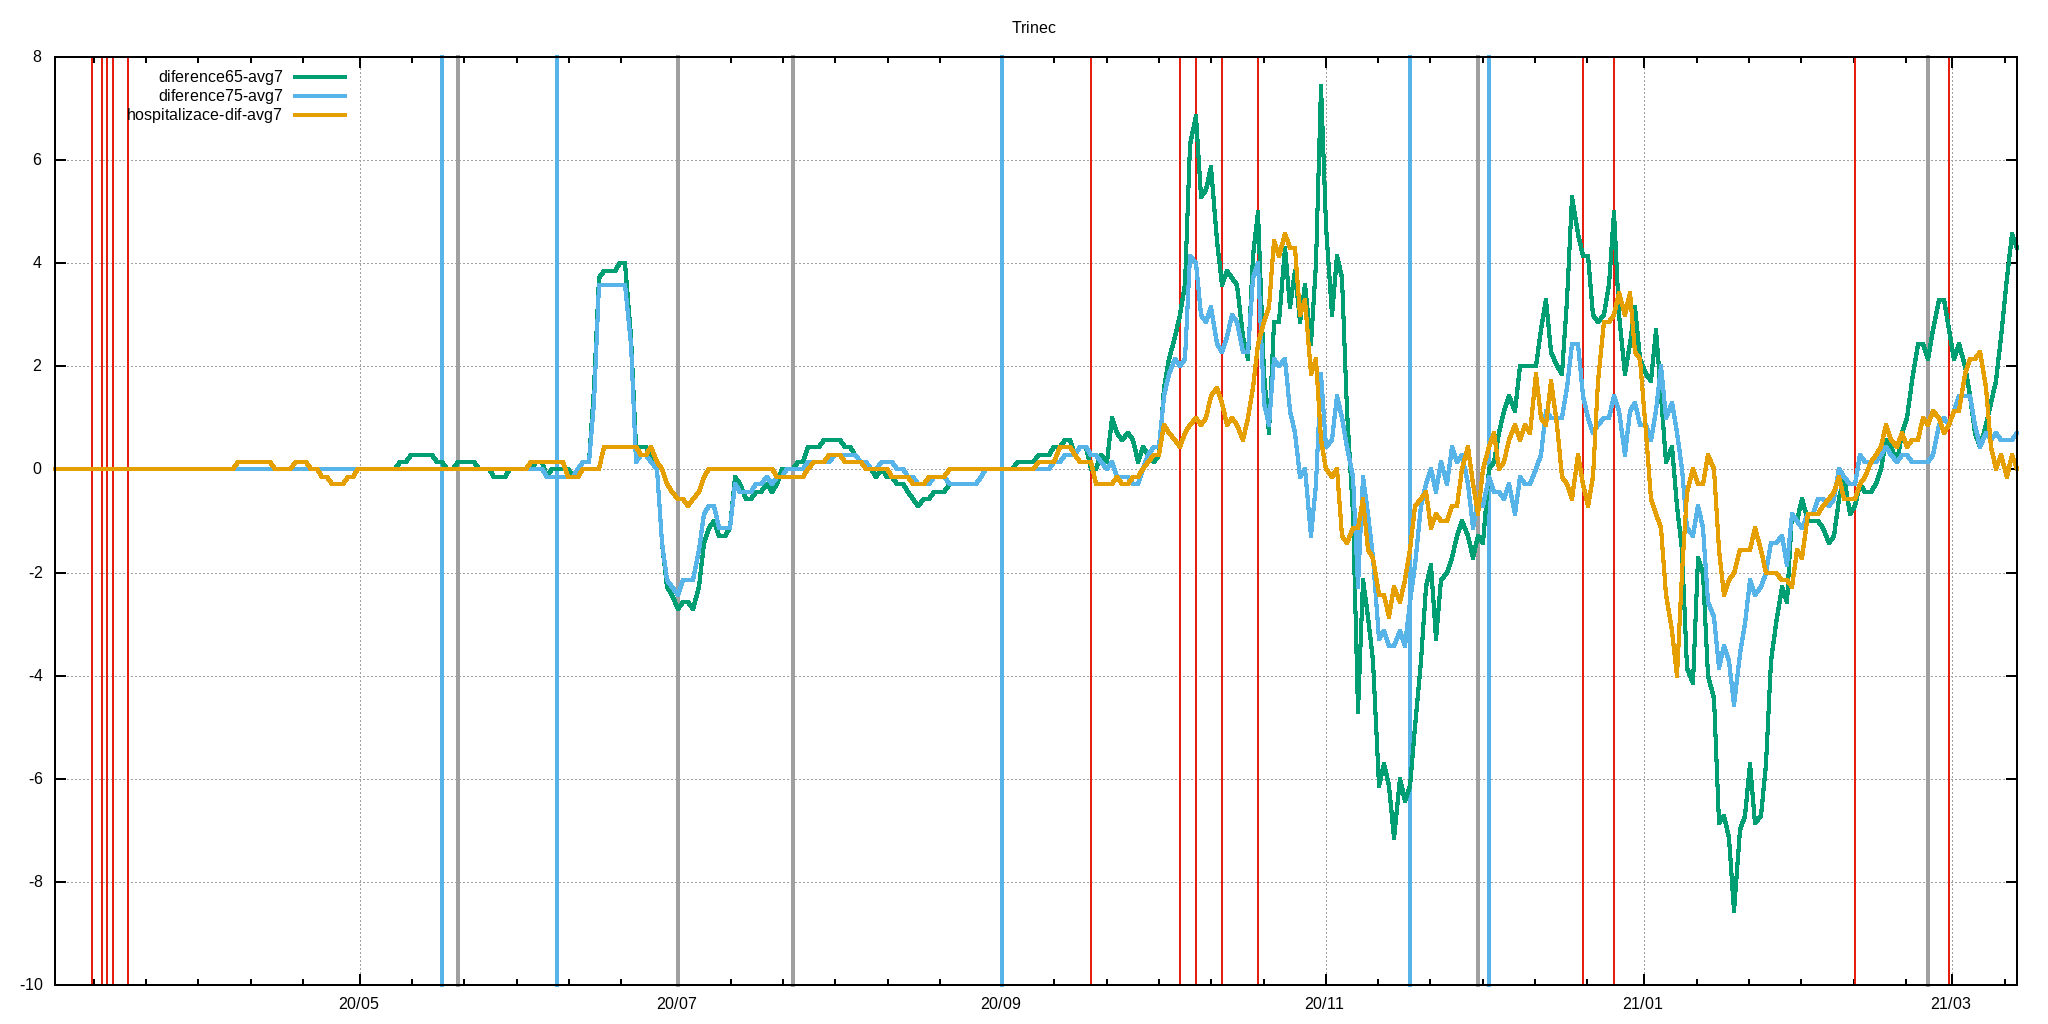 Trinec
diference65-avg7
diference75-avg7
hospitalizace-dif-avg7
8
6
4
2
0
-2
-4
-6
-8
-10
20/05 20/07 20/09 20/11 21/01 21/03